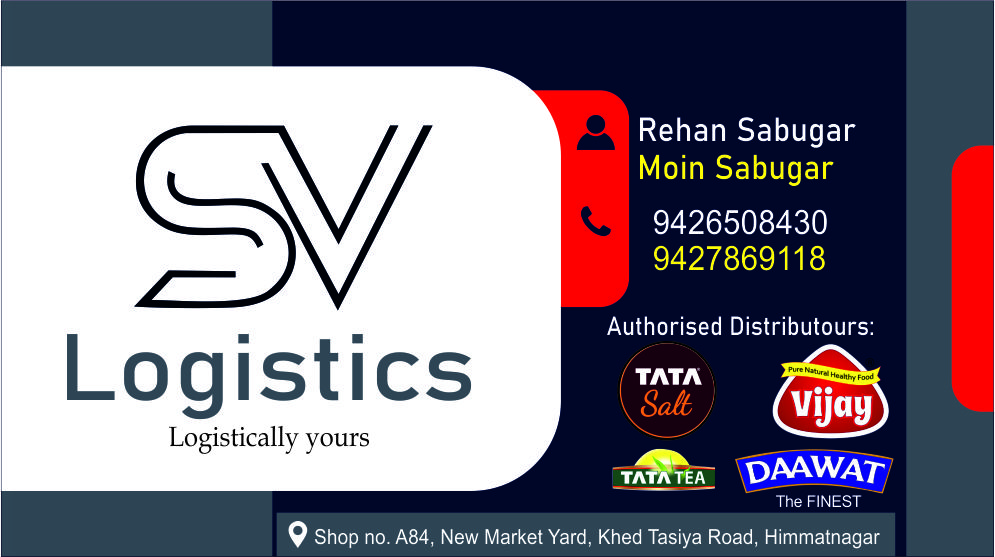 SV
Logistics
Logistically yours
Rehan Sabugar
Moin Sabugar
9426508430
9427869118
Authorised Distributours:
TATA
Salt
Pure Natural Healthy Food
Vijay
TATA TEA
DAAWAT
The FINEST
Shop no. A84, New Market Yard, Khed Tasiya Road, Himmatnagar